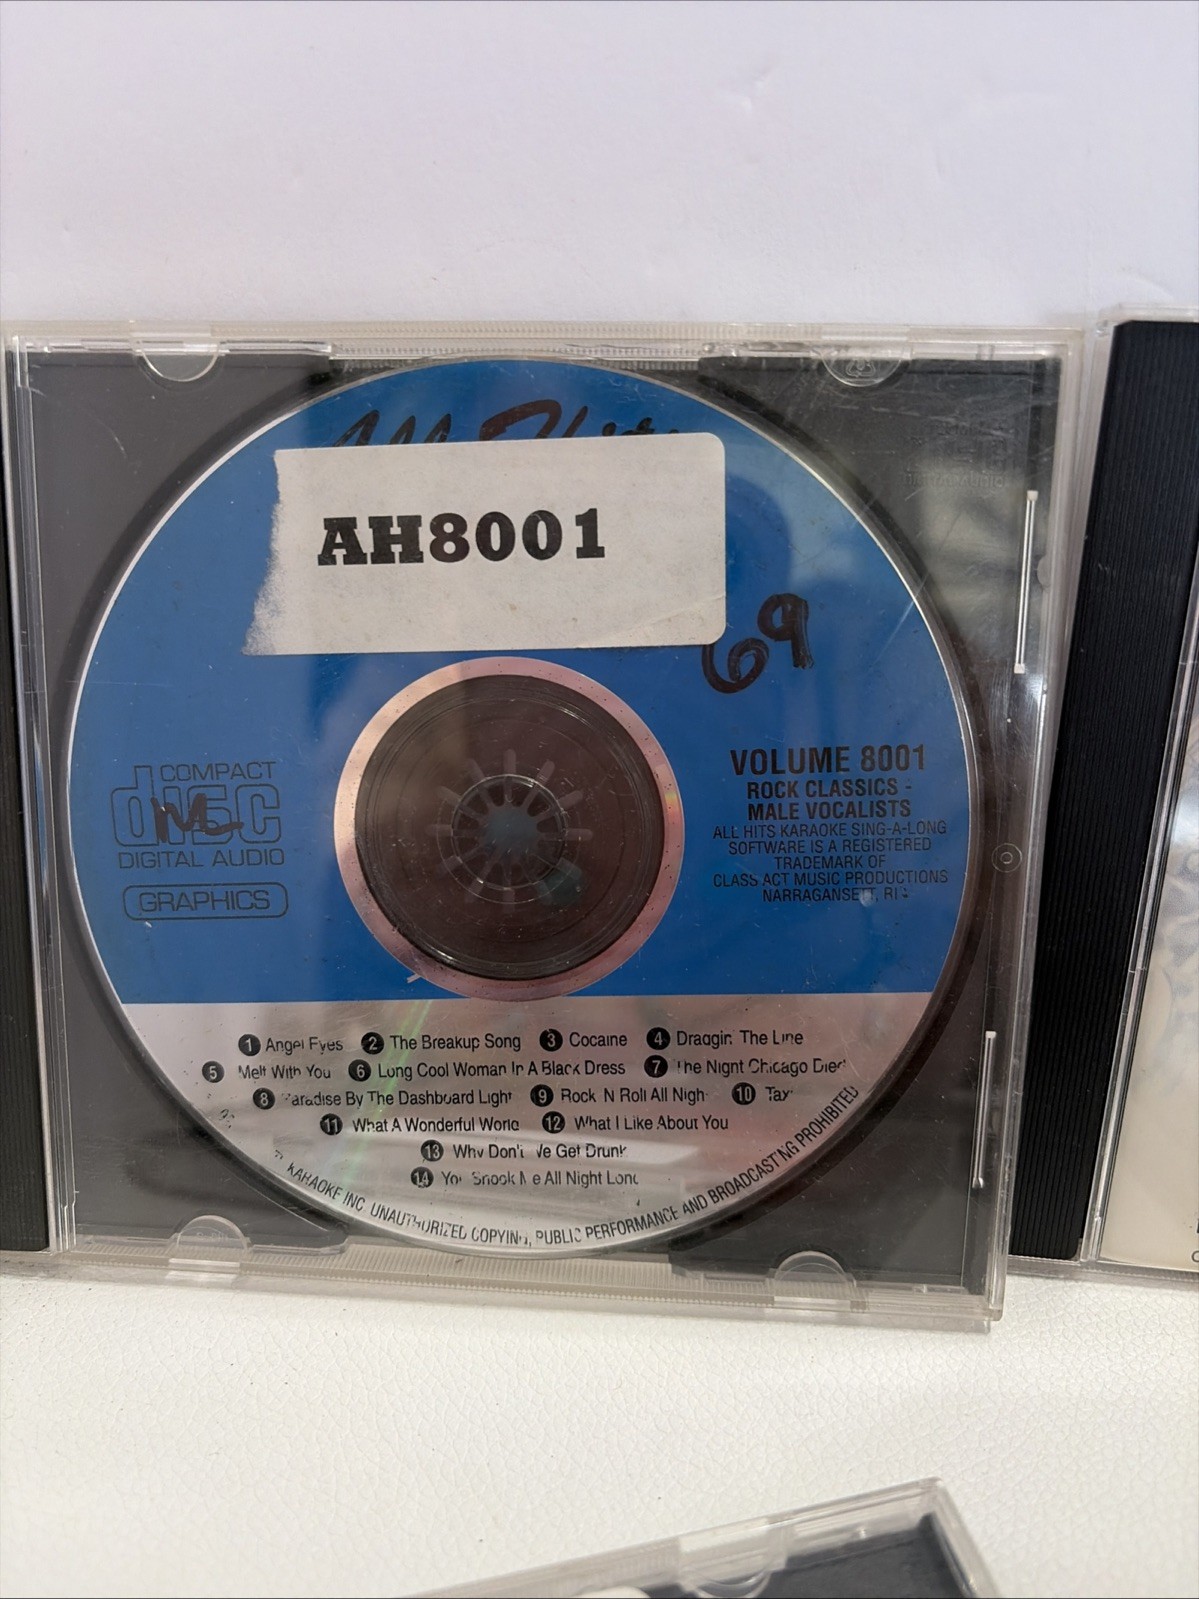 All Hits
AH8001
69
COMPACT
disc
DIGITAL AUDIO
GRAPHICS
VOLUME 8001
ROCK CLASSICS -
MALE VOCALISTS
ALL HITS KARAOKE SING-A-LONG
SOFTWARE IS A REGISTERED
TRADEMARK OF
CLASS ACT MUSIC PRODUCTIONS
NARRAGANSETT, RI
1 Angel Eyes 2 The Breakup Song 3 Cocaine 4 Draggin The Line
5 Melt With You 6 Long Cool Woman In A Black Dress 7 The Night Chicago Died
8 Paradise By The Dashboard Light 9 Rock N Roll All Night 10 Taxi
11 What A Wonderful World 12 What I Like About You
13 Why Don't We Get Drunk
14 You Shook Me All Night Long
KARAOKE INC. UNAUTHORIZED COPYING, PUBLIC PERFORMANCE AND BROADCASTING PROHIBITED